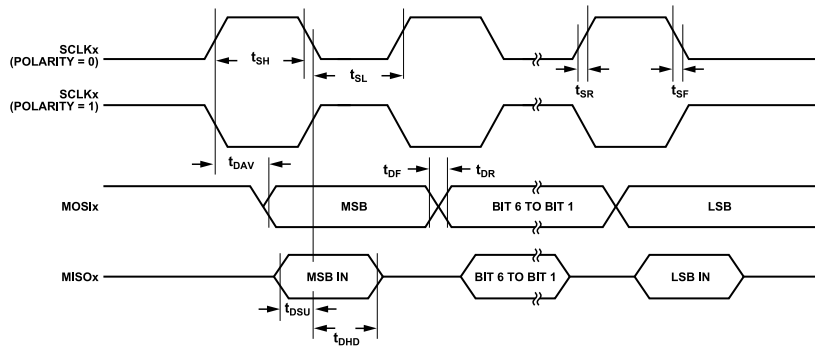 SCLKx
(POLARITY = 0)
tSH
tSL
tSR
tSF
SCLKx
(POLARITY = 1)
tDAV
tDF
tDR
MOSIx
MSB
BIT 6 TO BIT 1
LSB
MISOx
MSB IN
BIT 6 TO BIT 1
LSB IN
tDSU
tDHD